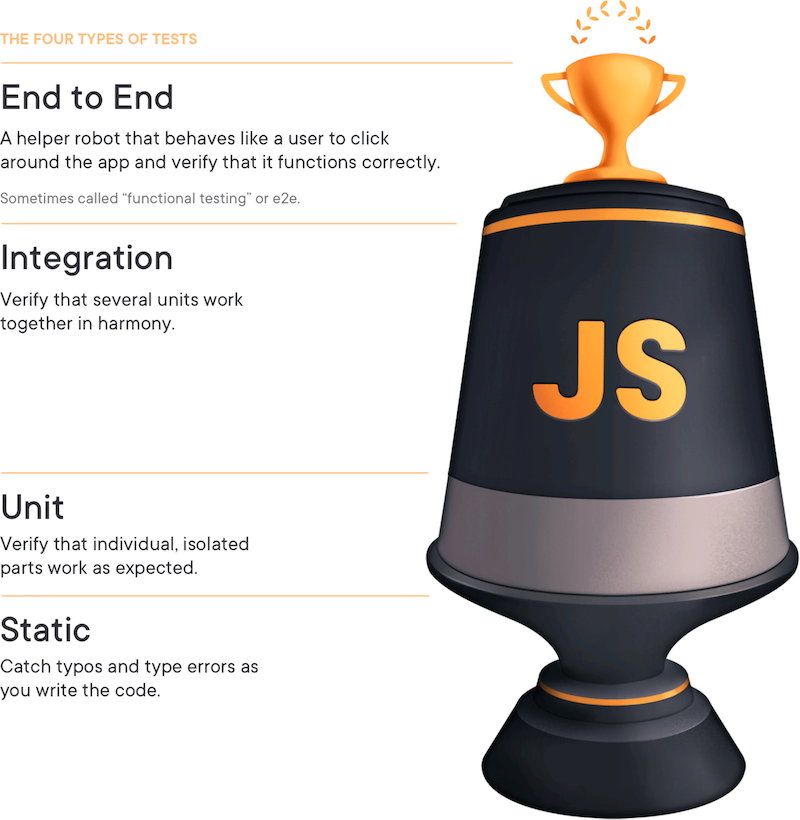 THE FOUR TYPES OF TESTS
End to End
A helper robot that behaves like a user to click
around the app and verify that it functions correctly.
Sometimes called “functional testing” or e2e.
Integration
Verify that several units work
together in harmony.
JS
Unit
Verify that individual, isolated
parts work as expected.
Static
Catch typos and type errors as
you write the code.